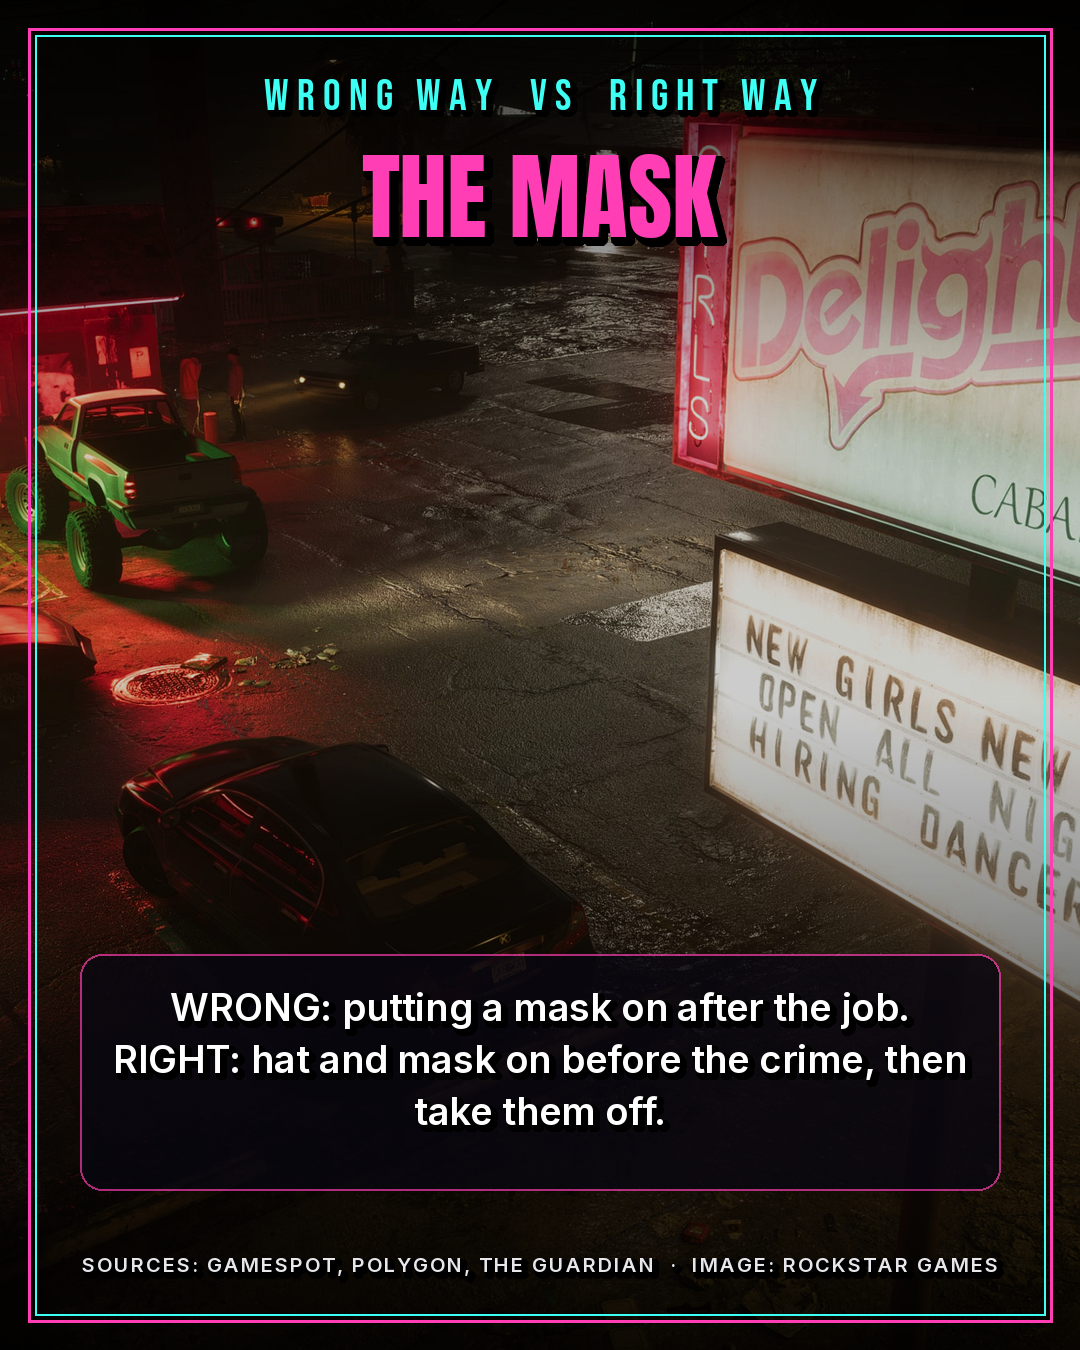 WRONG WAY VS RIGHT WAY
THE MASK
GIRLS
Deligh
CABA
NEW GIRLS NEW
OPEN ALL NIG
HIRING DANCER
WRONG: putting a mask on after the job.
RIGHT: hat and mask on before the crime, then
take them off.
SOURCES: GAMESPOT, POLYGON, THE GUARDIAN · IMAGE: ROCKSTAR GAMES